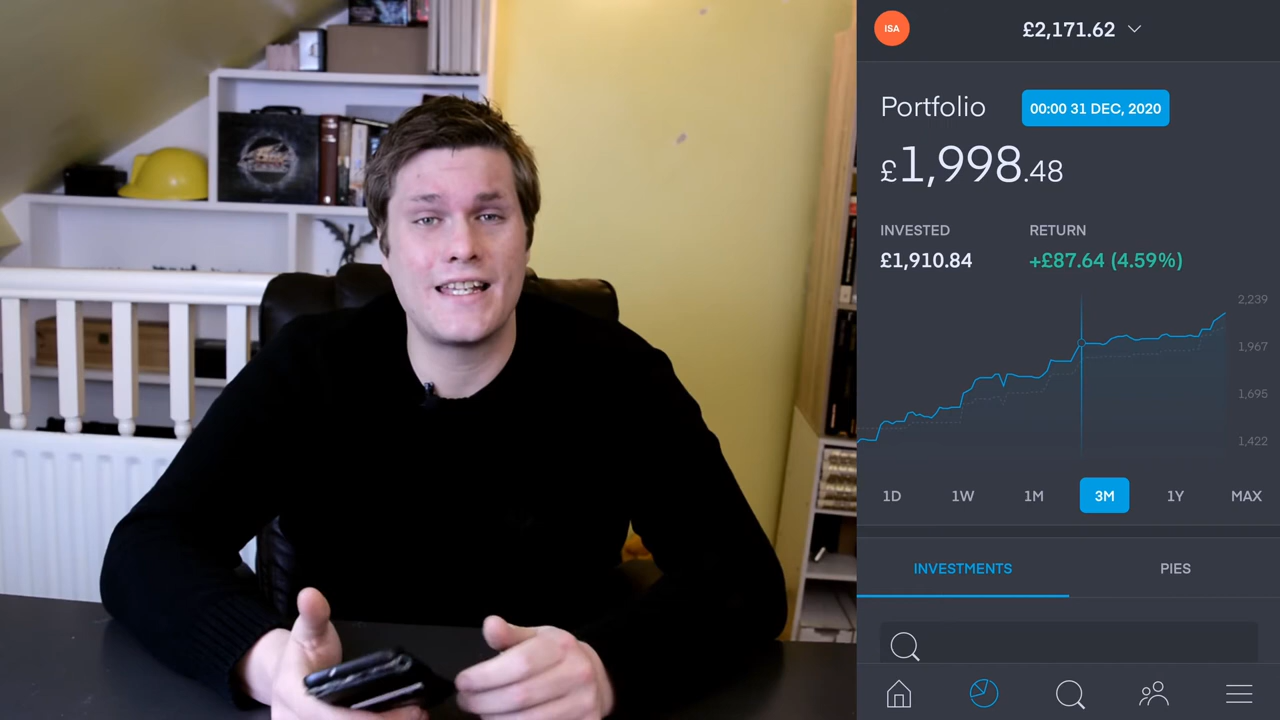 ISA
£2,171.62
Portfolio
00:00 31 DEC, 2020
£1,998.48
INVESTED
RETURN
£1,910.84
+£87.64 (4.59%)
2,239
1,967
1,695
1,422
1D
1W
1M
3M
1Y
MAX
INVESTMENTS
PIES